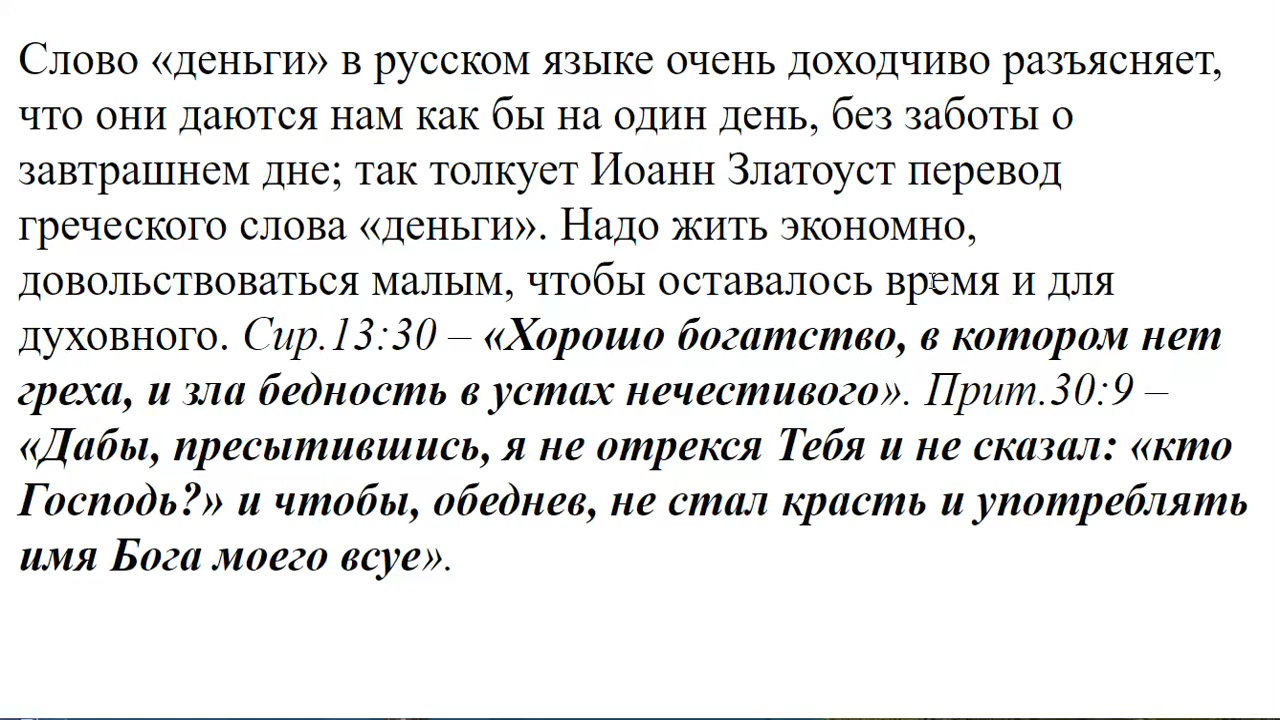 Слово «деньги» в русском языке очень доходчиво разъясняет,
что они даются нам как бы на один день, без заботы о
завтрашнем дне; так толкует Иоанн Златоуст перевод
греческого слова «деньги». Надо жить экономно,
довольствоваться малым, чтобы оставалось время и для
духовного. Сир.13:30 – «Хорошо богатство, в котором нет
греха, и зла бедность в устах нечестивого». Прит.30:9 –
«Дабы, пресытившись, я не отрекся Тебя и не сказал: «кто
Господь?» и чтобы, обеднев, не стал красть и употреблять
имя Бога моего всуе».